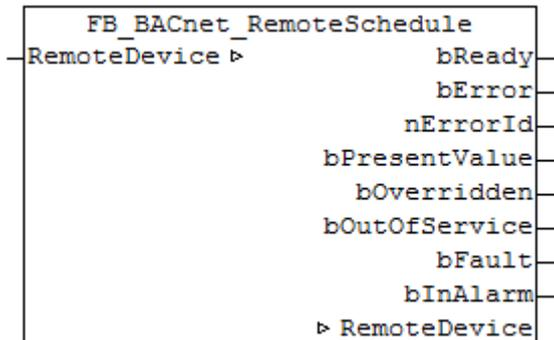 FB_BACnet_RemoteSchedule
RemoteDevice ▷ bReady
bError
nErrorId
bPresentValue
bOverridden
bOutOfService
bFault
bInAlarm
▷ RemoteDevice